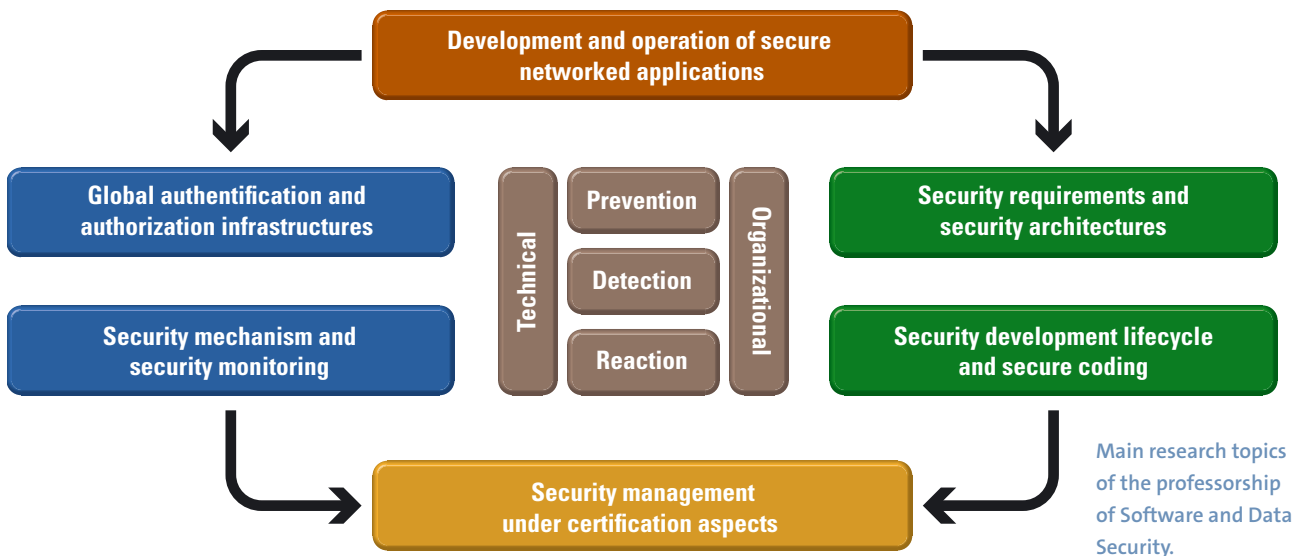 Development and operation of secure
networked applications
Global authentification and
authorization infrastructures
Security mechanism and
security monitoring
Technical
Prevention
Detection
Reaction
Organizational
Security requirements and
security architectures
Security development lifecycle
and secure coding
Security management
under certification aspects
Main research topics
of the professorship
of Software and Data
Security.